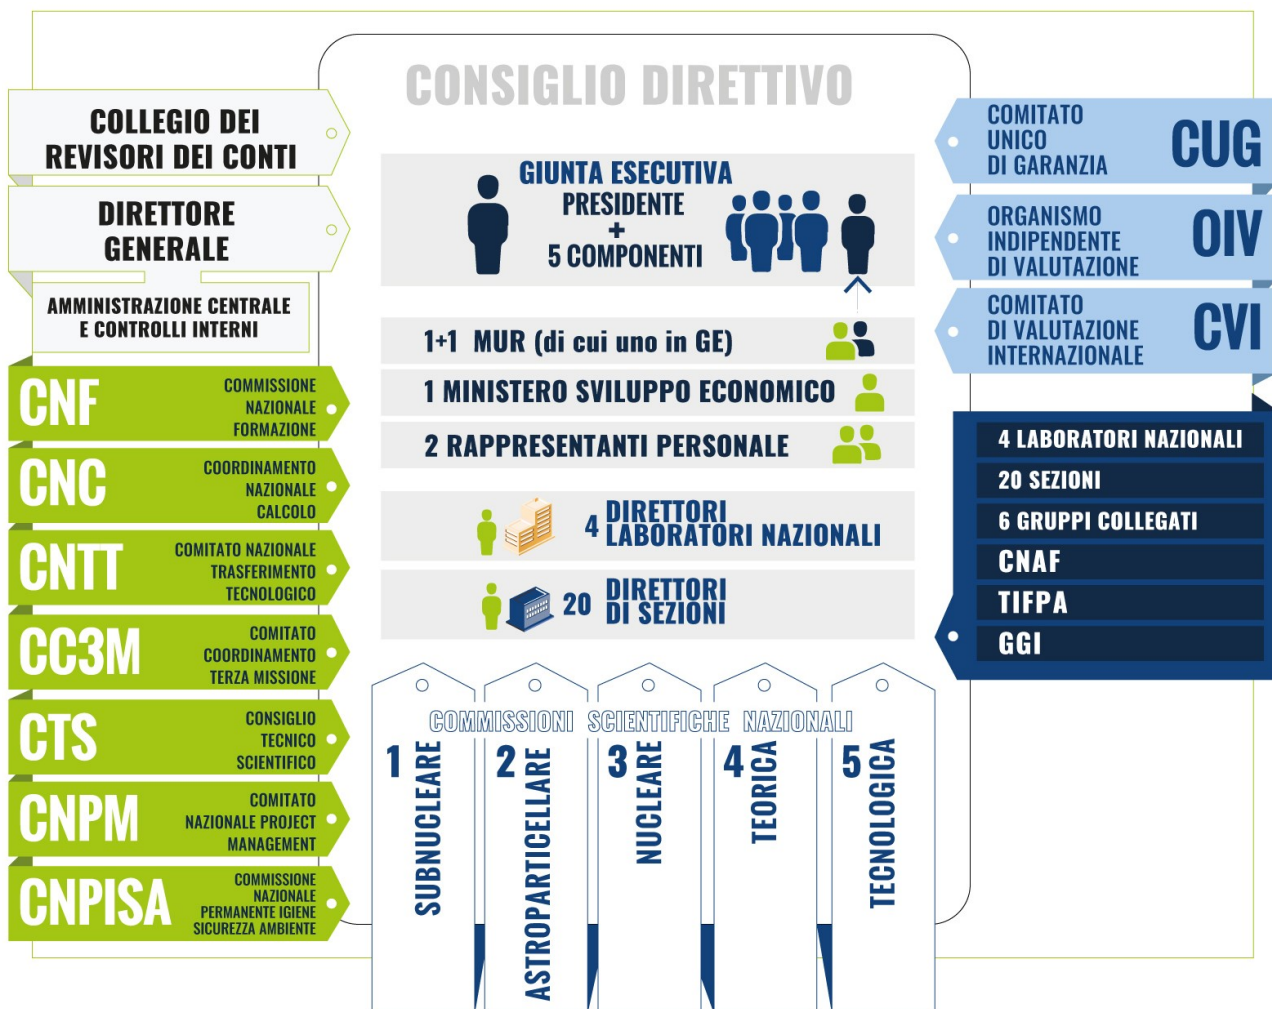 CONSIGLIO DIRETTIVO
COLLEGIO DEI
REVISORI DEI CONTI
DIRETTORE
GENERALE
AMMINISTRAZIONE CENTRALE
E CONTROLLI INTERNI
CNF
COMMISSIONE
NAZIONALE
FORMAZIONE
CNC
COORDINAMENTO
NAZIONALE
CALCOLO
CNTT
COMITATO NAZIONALE
TRASFERIMENTO
TECNOLOGICO
CC3M
COMITATO
COORDINAMENTO
TERZA MISSIONE
CTS
CONSIGLIO
TECNICO
SCIENTIFICO
CNPM
COMITATO
NAZIONALE PROJECT
MANAGEMENT
CNPISA
COMMISSIONE
NAZIONALE
PERMANENTE IGIENE
SICUREZZA AMBIENTE
GIUNTA ESECUTIVA
PRESIDENTE
+
5 COMPONENTI
1+1 MUR (di cui uno in GE)
1 MINISTERO SVILUPPO ECONOMICO
2 RAPPRESENTANTI PERSONALE
4 DIRETTORI
LABORATORI NAZIONALI
20 DIRETTORI
DI SEZIONI
COMMISSIONI SCIENTIFICHE NAZIONALI
1 SUBNUCLEARE
2 ASTROPARTICELLARE
3 NUCLEARE
4 TEORICA
5 TECNOLOGICA
COMITATO
UNICO
DI GARANZIA
CUG
ORGANISMO
INDIPENDENTE
DI VALUTAZIONE
OIV
COMITATO
DI VALUTAZIONE
INTERNAZIONALE
CVI
4 LABORATORI NAZIONALI
20 SEZIONI
6 GRUPPI COLLEGATI
CNAF
TIFPA
GGI